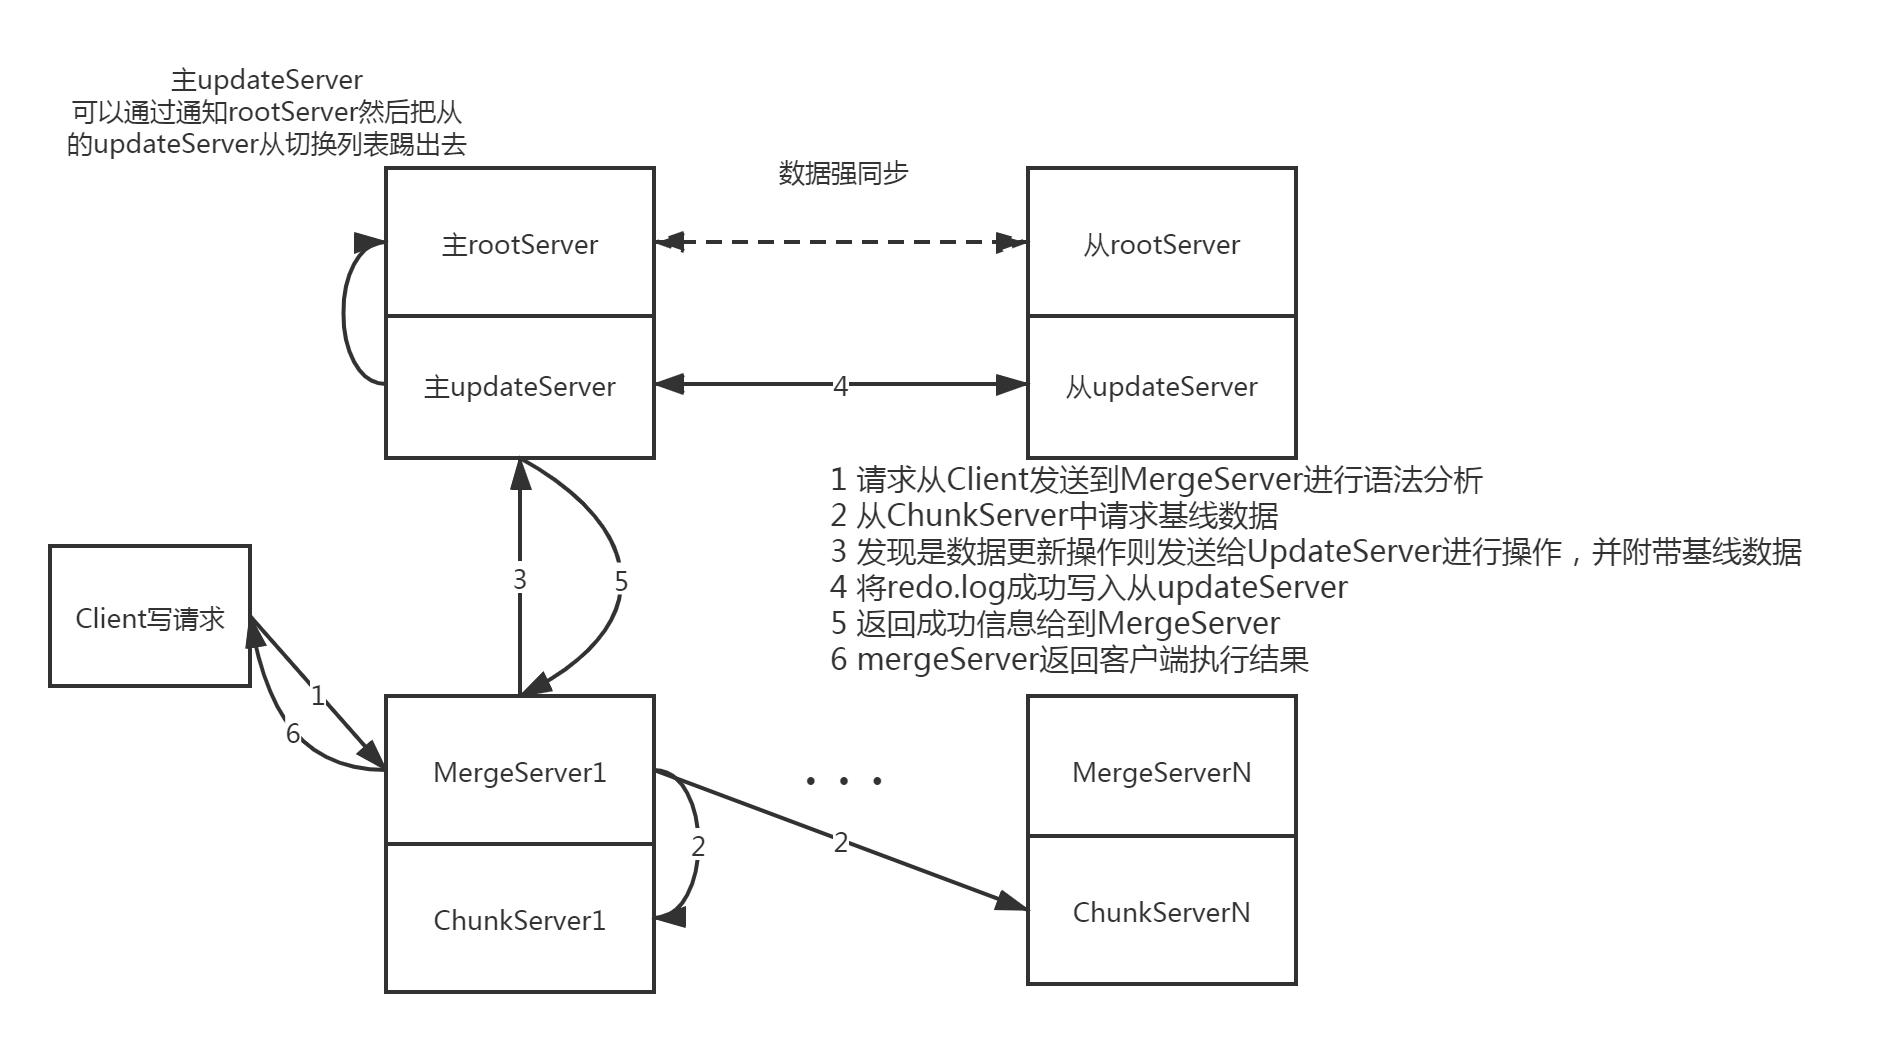 主updateServer
可以通过通知rootServer然后把从
的updateServer从切换列表踢出去
数据强同步
主rootServer
从rootServer
主updateServer
4
从updateServer
1 请求从Client发送到MergeServer进行语法分析
2 从ChunkServer中请求基线数据
3 发现是数据更新操作则发送给UpdateServer进行操作，并附带基线数据
4 将redo.log成功写入从updateServer
5 返回成功信息给到MergeServer
6 mergeServer返回客户端执行结果
3
5
Client写请求
1
6
MergeServer1
. . .
MergeServerN
2
2
ChunkServer1
ChunkServerN